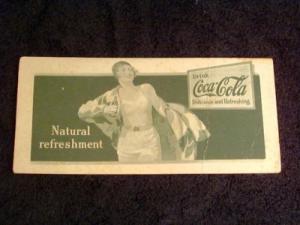 Drink
Coca-Cola
Delicious and Refreshing
Natural
refreshment